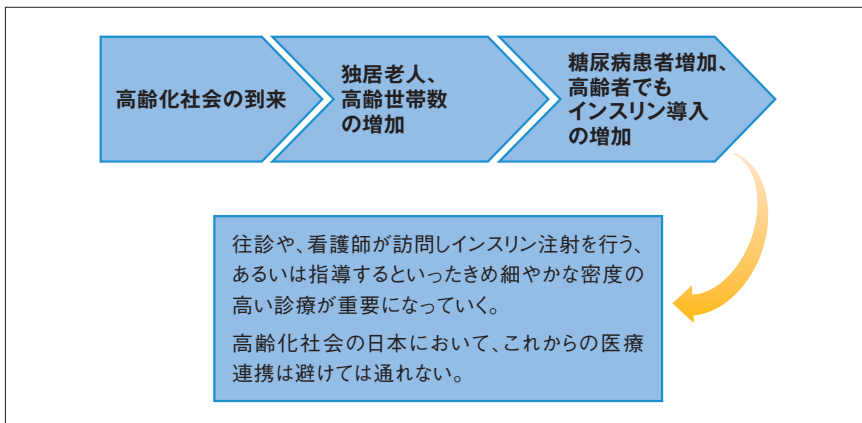 高齢化社会の到来
独居老人、
高齢世帯数
の増加
糖尿病患者増加、
高齢者でも
インスリン導入
の増加
往診や、看護師が訪問しインスリン注射を行う、
あるいは指導するといったきめ細やかな密度の
高い診療が重要になっていく。
高齢化社会の日本において、これからの医療
連携は避けては通れない。